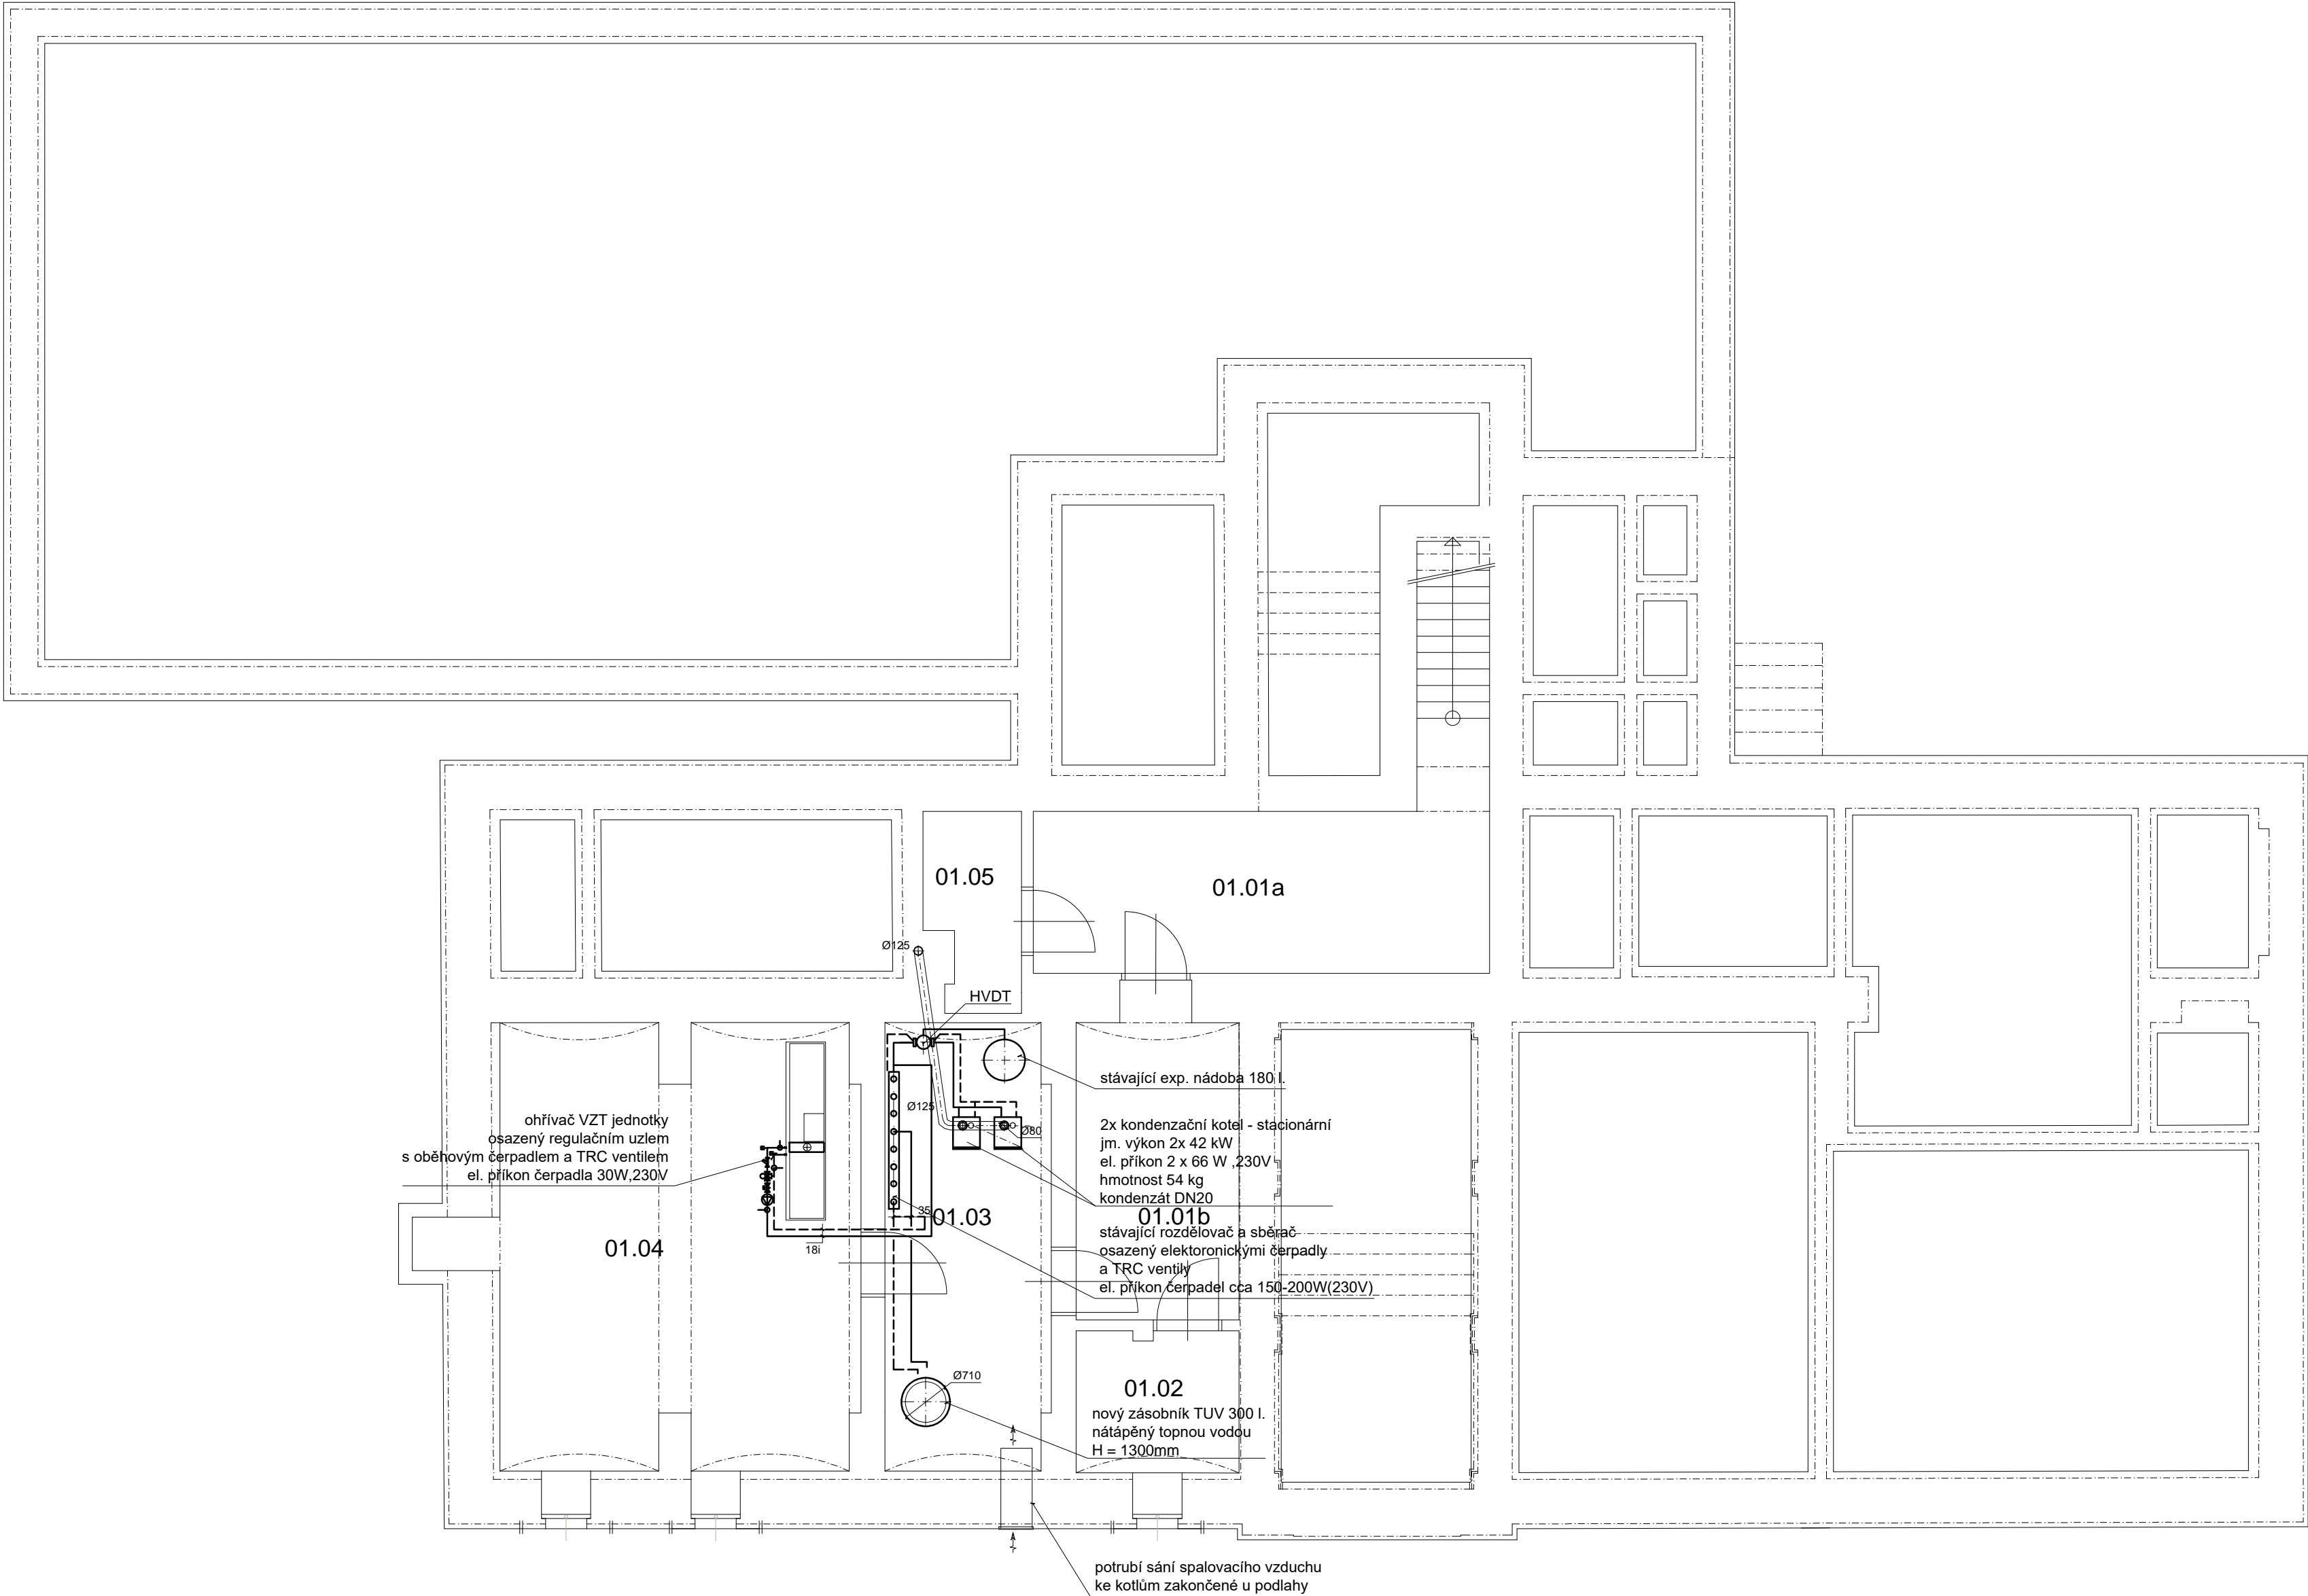 01.05
01.01a
Ø125
HVDT
stávající exp. nádoba 180 l.
Ø125
ohřívač VZT jednotky
osazený regulačním uzlem
s oběhovým čerpadlem a TRC ventilem
el. příkon čerpadla 30W,230V
2x kondenzační kotel - stacionární
jm. výkon 2x 42 kW
el. příkon 2 x 66 W ,230V
hmotnost 54 kg
kondenzát DN20
Ø80
35
01.03
01.01b
01.04
18i
stávající rozdělovač a sběrač
osazený elektoronickými čerpadly
a TRC ventily
el. příkon čerpadel cca 150-200W(230V)
Ø710
01.02
nový zásobník TUV 300 l.
nátápěný topnou vodou
H = 1300mm
potrubí sání spalovacího vzduchu
ke kotlům zakončené u podlahy